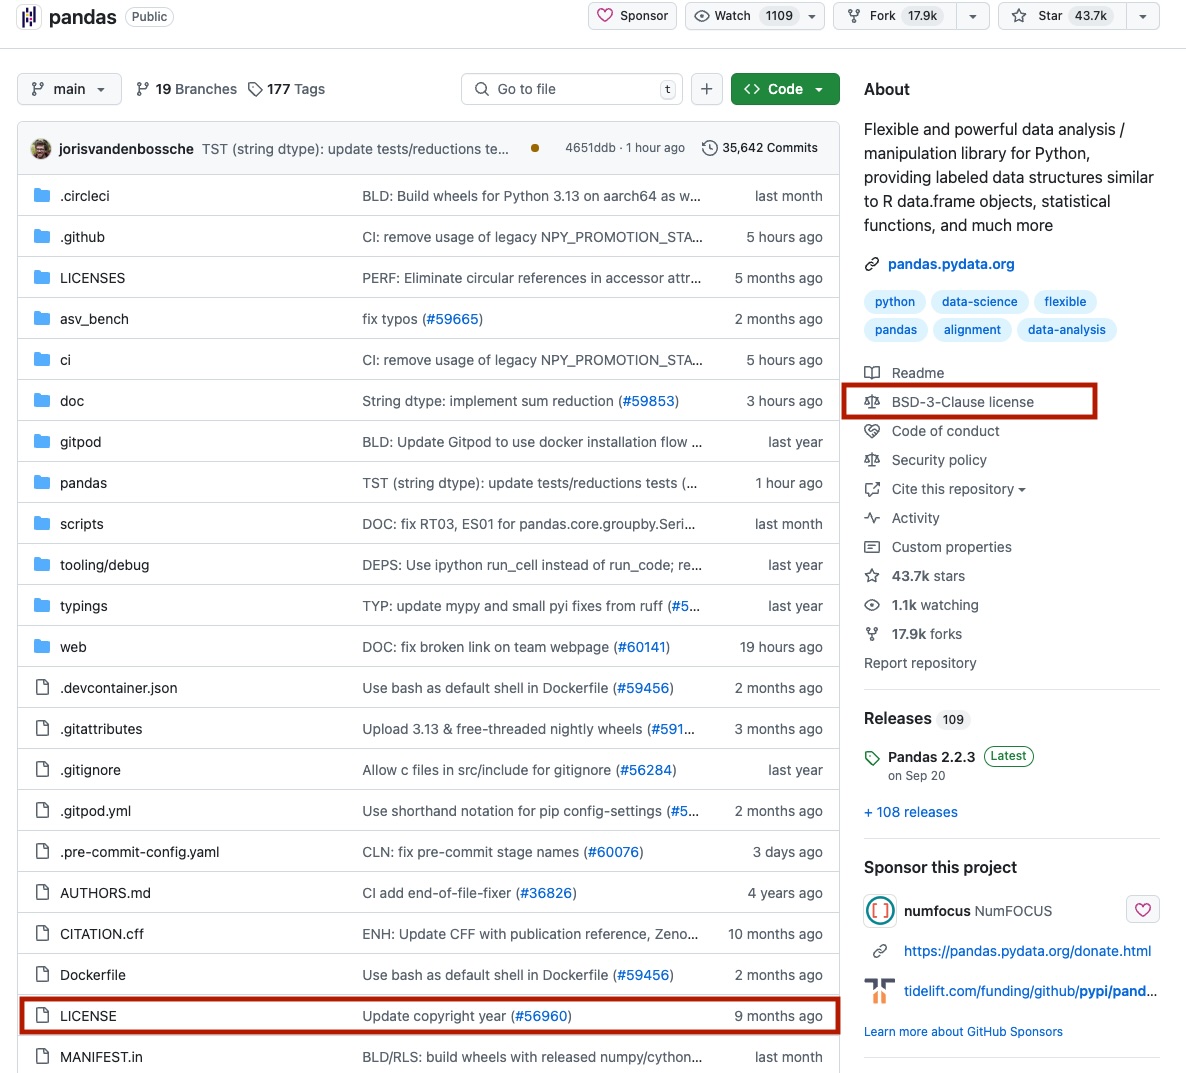 pandas Public
Sponsor
Watch 1109
Fork 17.9k
Star 43.7k
main
19 Branches
177 Tags
Go to file t
+
<> Code
jorisvandenbossche TST (string dtype): update tests/reductions te... 4651ddb · 1 hour ago 35,642 Commits
.circleci BLD: Build wheels for Python 3.13 on aarch64 as w... last month
.github CI: remove usage of legacy NPY_PROMOTION_STA... 5 hours ago
LICENSES PERF: Eliminate circular references in accessor attr... 5 months ago
asv_bench fix typos (#59665) 2 months ago
ci CI: remove usage of legacy NPY_PROMOTION_STA... 5 hours ago
doc String dtype: implement sum reduction (#59853) 3 hours ago
gitpod BLD: Update Gitpod to use docker installation flow ... last year
pandas TST (string dtype): update tests/reductions tests (... 1 hour ago
scripts DOC: fix RT03, ES01 for pandas.core.groupby.Seri... last month
tooling/debug DEPS: Use ipython run_cell instead of run_code; re... last year
typings TYP: update mypy and small pyi fixes from ruff (#5... last year
web DOC: fix broken link on team webpage (#60141) 19 hours ago
.devcontainer.json Use bash as default shell in Dockerfile (#59456) 2 months ago
.gitattributes Upload 3.13 & free-threaded nightly wheels (#591... 3 months ago
.gitignore Allow c files in src/include for gitignore (#56284) last year
.gitpod.yml Use shorthand notation for pip config-settings (#5... 2 months ago
.pre-commit-config.yaml CLN: fix pre-commit stage names (#60076) 3 days ago
AUTHORS.md CI add end-of-file-fixer (#36826) 4 years ago
CITATION.cff ENH: Update CFF with publication reference, Zeno... 10 months ago
Dockerfile Use bash as default shell in Dockerfile (#59456) 2 months ago
LICENSE Update copyright year (#56960) 9 months ago
MANIFEST.in BLD/RLS: build wheels with released numpy/cython... last month
About
Flexible and powerful data analysis /
manipulation library for Python,
providing labeled data structures similar
to R data.frame objects, statistical
functions, and much more
pandas.pydata.org
python data-science flexible
pandas alignment data-analysis
Readme
BSD-3-Clause license
Code of conduct
Security policy
Cite this repository
Activity
Custom properties
43.7k stars
1.1k watching
17.9k forks
Report repository
Releases 109
Pandas 2.2.3 Latest
on Sep 20
+ 108 releases
Sponsor this project
numfocus NumFOCUS
https://pandas.pydata.org/donate.html
tidelift.com/funding/github/pypi/pand...
Learn more about GitHub Sponsors